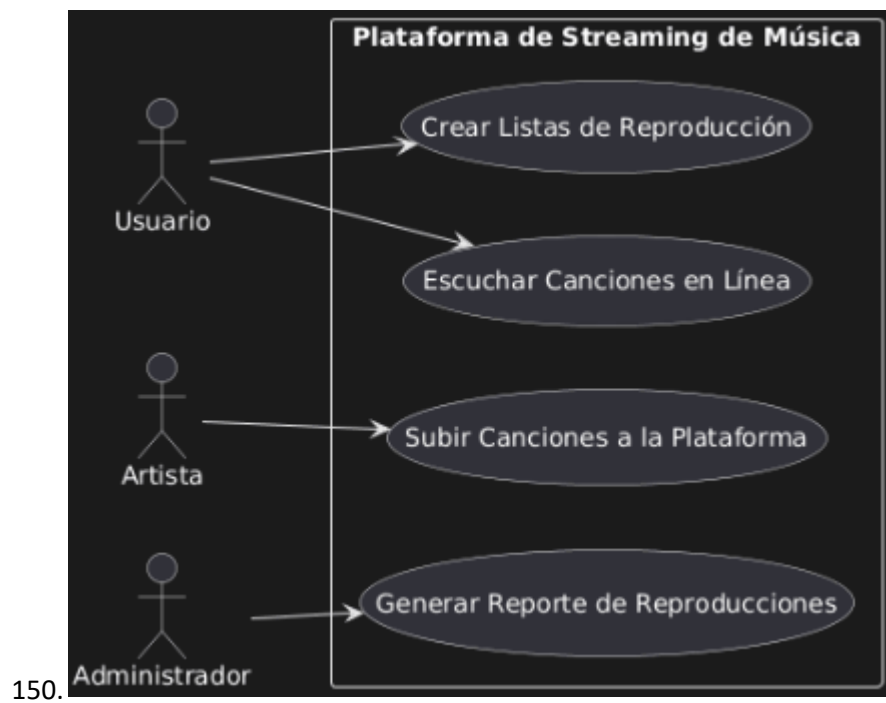 Plataforma de Streaming de Música
Crear Listas de Reproducción
Usuario
Escuchar Canciones en Línea
Subir Canciones a la Plataforma
Artista
Generar Reporte de Reproducciones
Administrador
150.